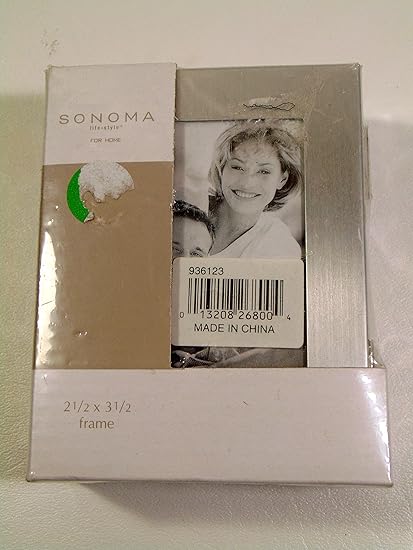 SONOMA
life+style®
FOR HOME
936123
0 13208 26800 4
MADE IN CHINA
2 1/2 x 3 1/2
frame